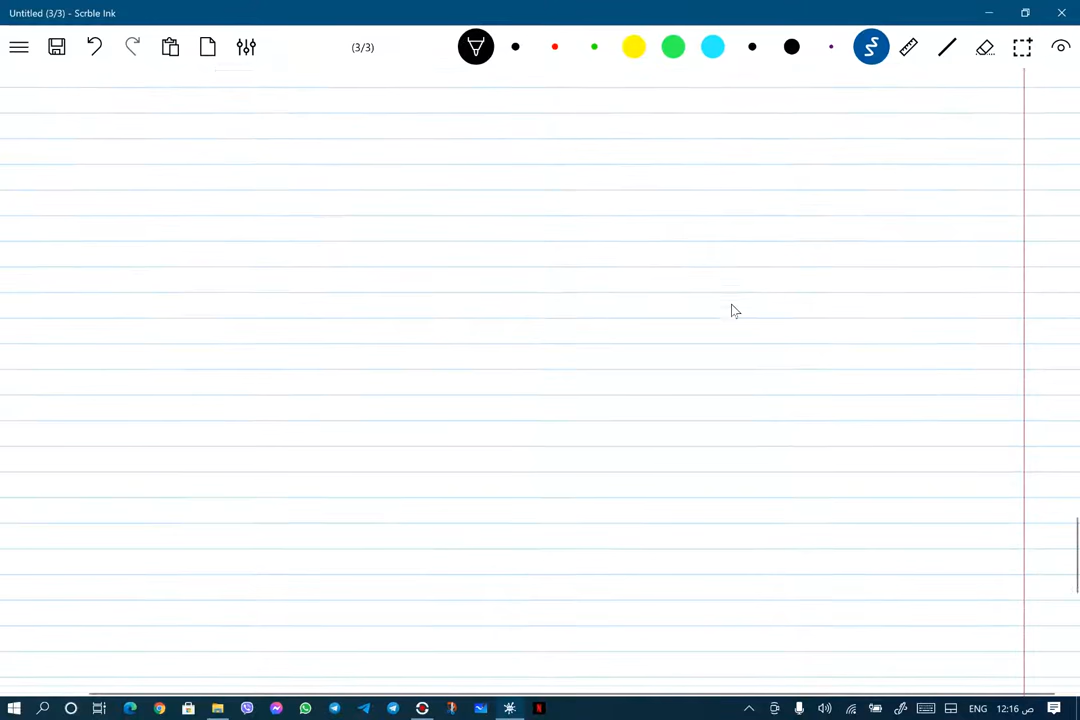 Untitled (3/3) - Scrble Ink
(3/3)
N
ENG
12:16 ص